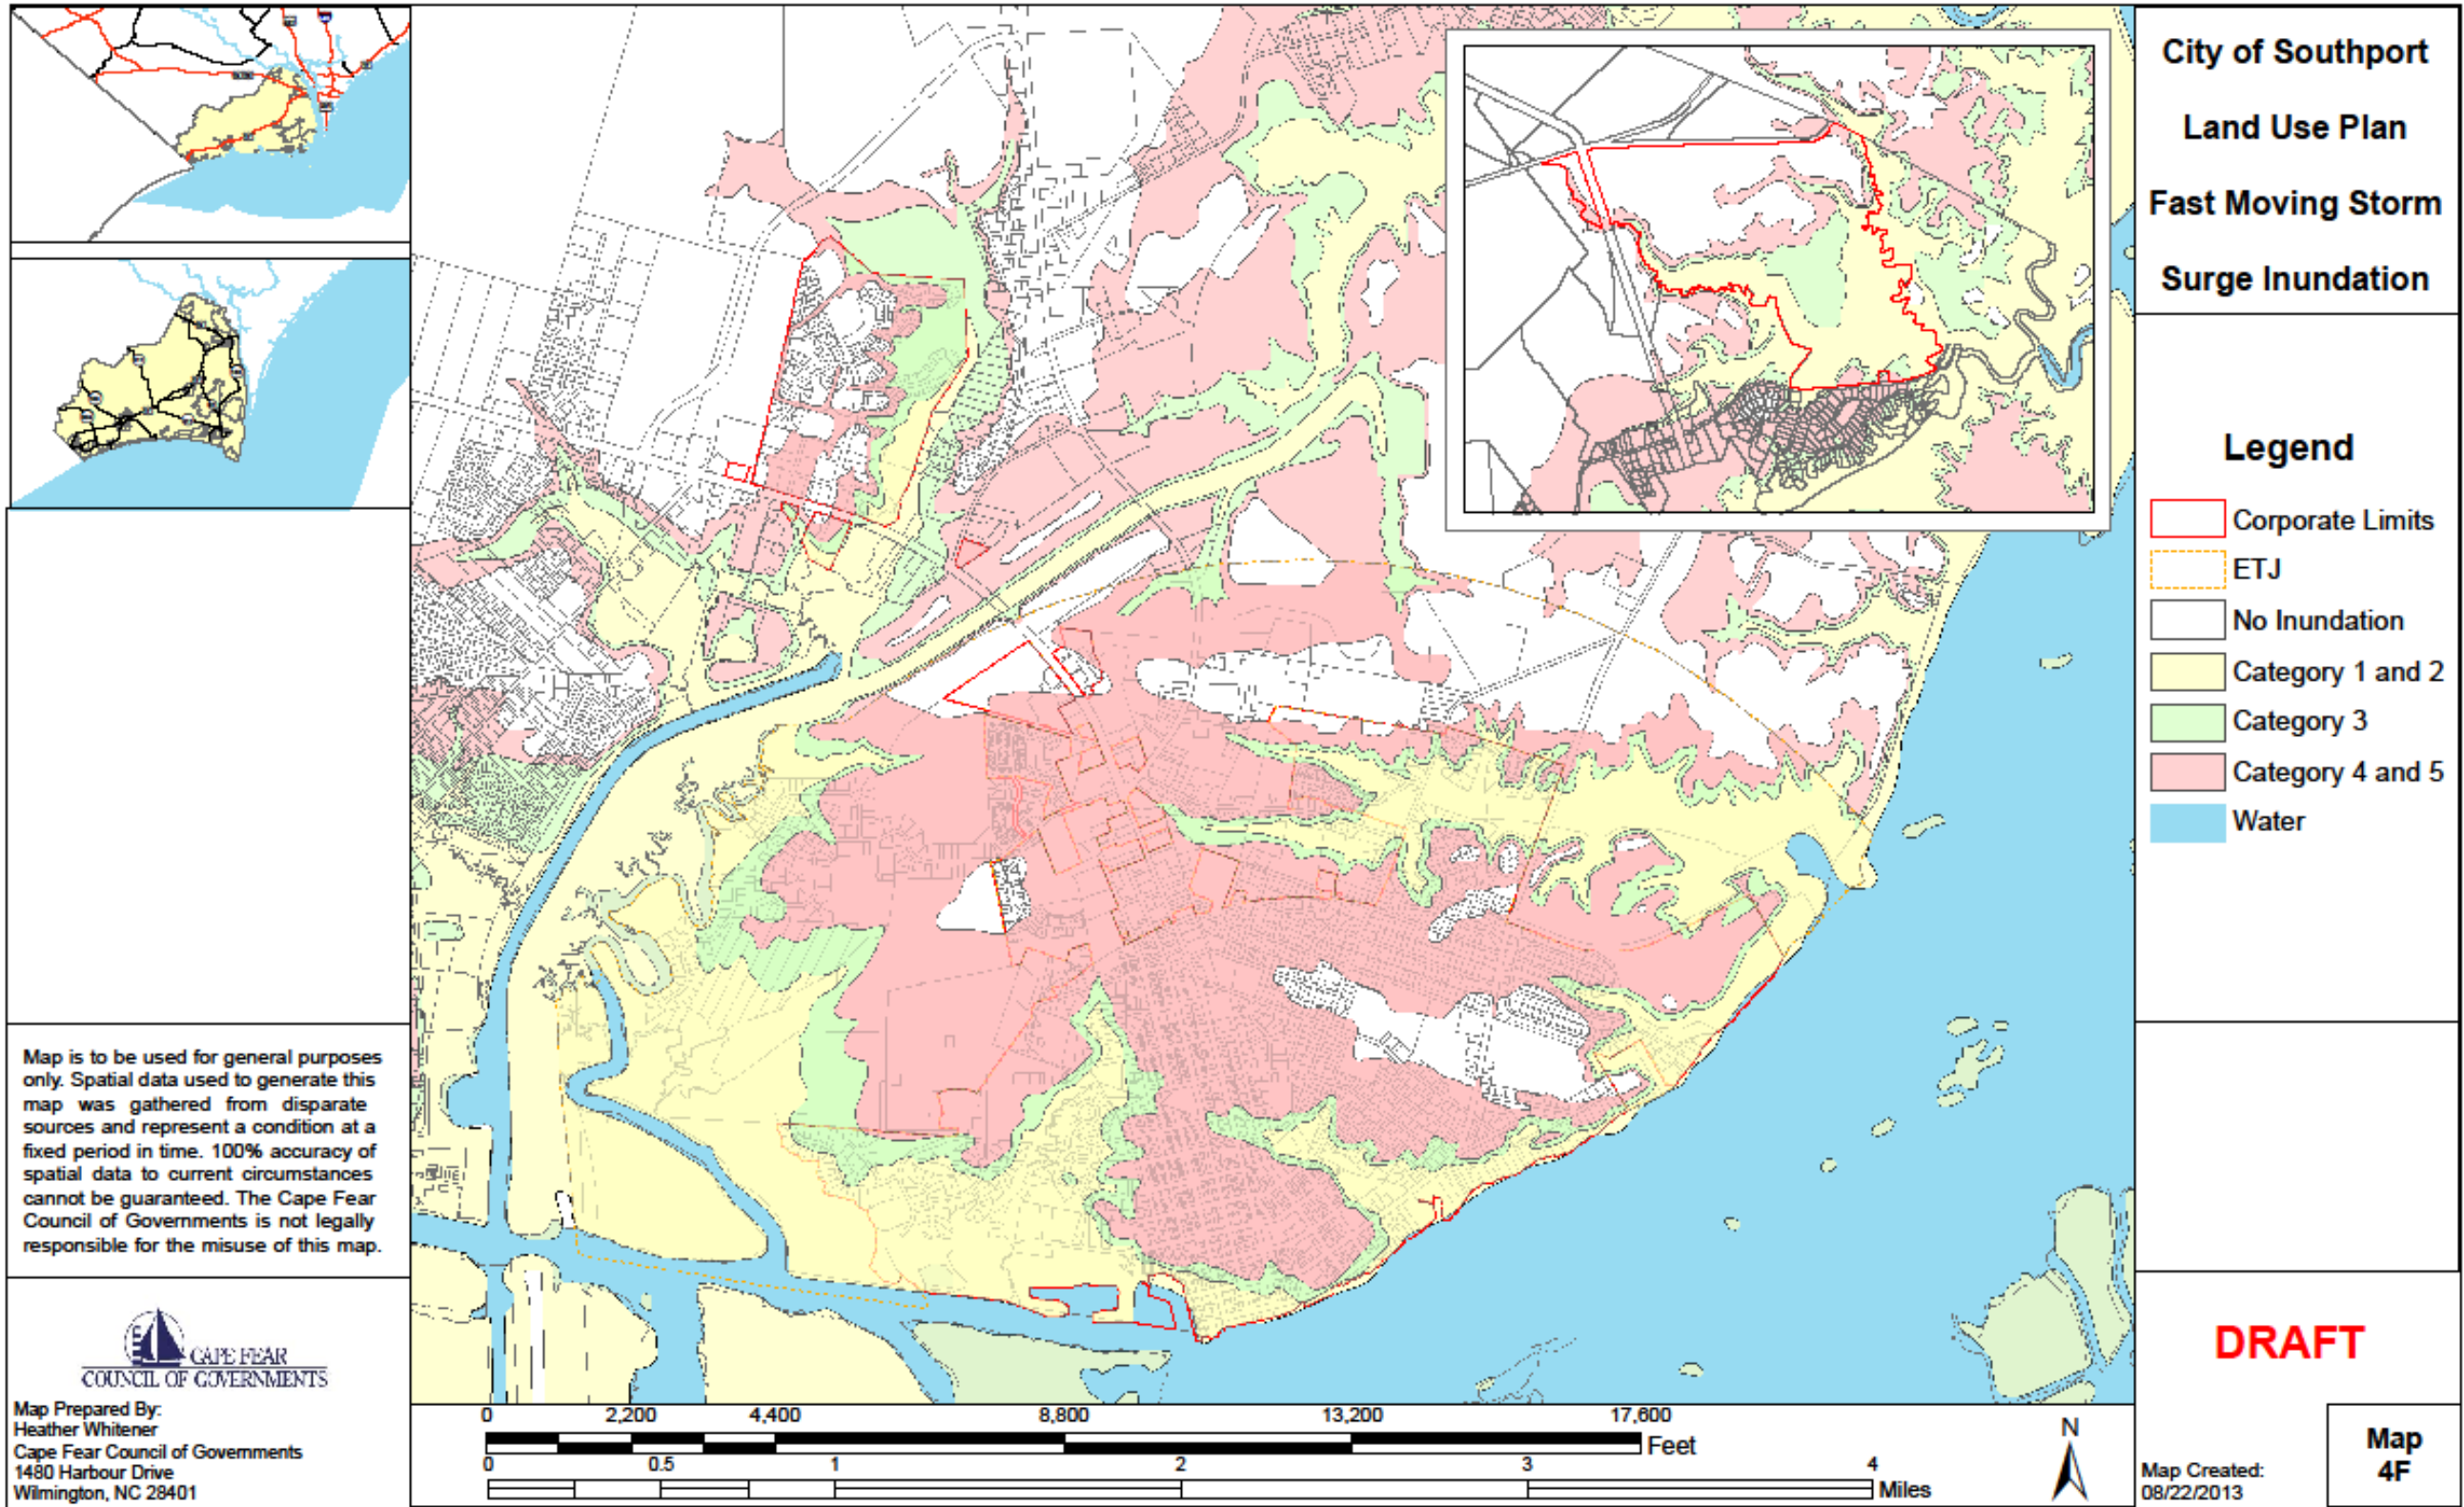 City of Southport
Land Use Plan
Fast Moving Storm
Surge Inundation
Legend
Corporate Limits
ETJ
No Inundation
Category 1 and 2
Category 3
Category 4 and 5
Water
Map is to be used for general purposes
only. Spatial data used to generate this
map was gathered from disparate
sources and represent a condition at a
fixed period in time. 100% accuracy of
spatial data to current circumstances
cannot be guaranteed. The Cape Fear
Council of Governments is not legally
responsible for the misuse of this map.
CAPE FEAR
COUNCIL OF GOVERNMENTS
Map Prepared By:
Heather Whitener
Cape Fear Council of Governments
1480 Harbour Drive
Wilmington, NC 28401
0 2,200 4,400 8,800 13,200 17,600
Feet
0 0.5 1 2 3 4
Miles
N
DRAFT
Map Created:
08/22/2013
Map
4F